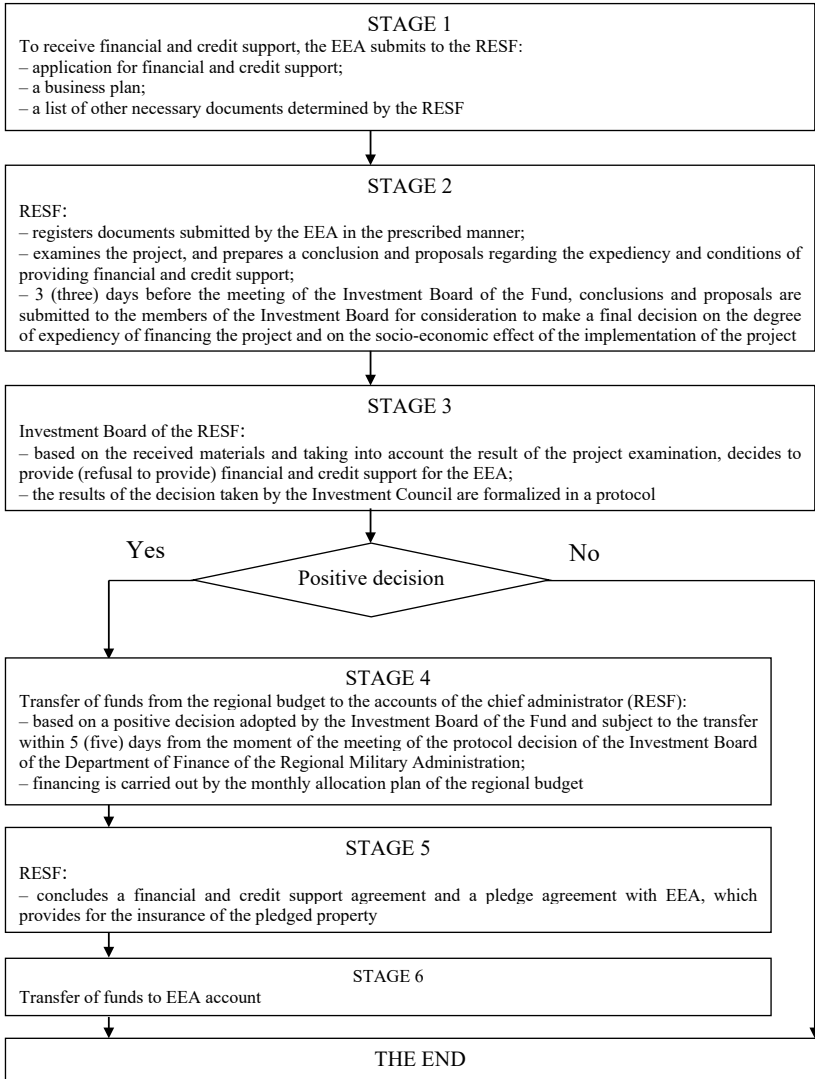 STAGE 1
To receive financial and credit support, the EEA submits to the RESF:
– application for financial and credit support;
– a business plan;
– a list of other necessary documents determined by the RESF
STAGE 2
RESF:
– registers documents submitted by the EEA in the prescribed manner;
– examines the project, and prepares a conclusion and proposals regarding the expediency and conditions of
providing financial and credit support;
– 3 (three) days before the meeting of the Investment Board of the Fund, conclusions and proposals are
submitted to the members of the Investment Board for consideration to make a final decision on the degree
of expediency of financing the project and on the socio-economic effect of the implementation of the project
STAGE 3
Investment Board of the RESF:
– based on the received materials and taking into account the result of the project examination, decides to
provide (refusal to provide) financial and credit support for the EEA;
– the results of the decision taken by the Investment Council are formalized in a protocol
Yes
No
Positive decision
STAGE 4
Transfer of funds from the regional budget to the accounts of the chief administrator (RESF):
– based on a positive decision adopted by the Investment Board of the Fund and subject to the transfer
within 5 (five) days from the moment of the meeting of the protocol decision of the Investment Board
of the Department of Finance of the Regional Military Administration;
– financing is carried out by the monthly allocation plan of the regional budget
STAGE 5
RESF:
– concludes a financial and credit support agreement and a pledge agreement with EEA, which
provides for the insurance of the pledged property
STAGE 6
Transfer of funds to EEA account
THE END